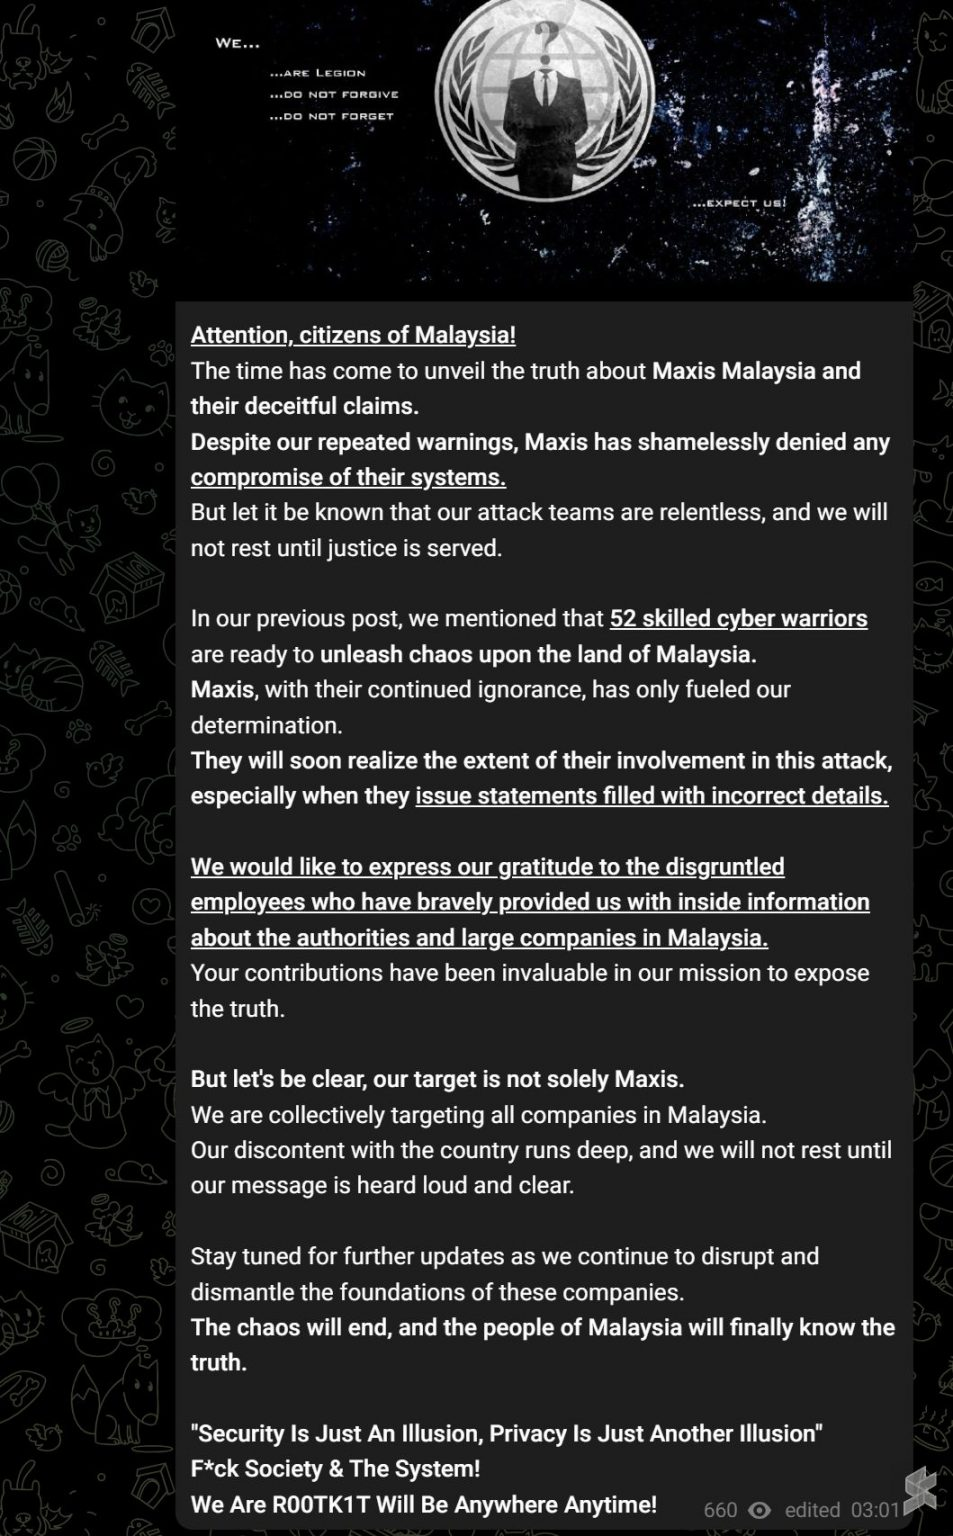 We...
...are Legion
...do not forgive
...do not forget
?
...expect us!
Attention, citizens of Malaysia!
The time has come to unveil the truth about Maxis Malaysia and
their deceitful claims.
Despite our repeated warnings, Maxis has shamelessly denied any
compromise of their systems.
But let it be known that our attack teams are relentless, and we will
not rest until justice is served.
In our previous post, we mentioned that 52 skilled cyber warriors
are ready to unleash chaos upon the land of Malaysia.
Maxis, with their continued ignorance, has only fueled our
determination.
They will soon realize the extent of their involvement in this attack,
especially when they issue statements filled with incorrect details.
We would like to express our gratitude to the disgruntled
employees who have bravely provided us with inside information
about the authorities and large companies in Malaysia.
Your contributions have been invaluable in our mission to expose
the truth.
But let's be clear, our target is not solely Maxis.
We are collectively targeting all companies in Malaysia.
Our discontent with the country runs deep, and we will not rest until
our message is heard loud and clear.
Stay tuned for further updates as we continue to disrupt and
dismantle the foundations of these companies.
The chaos will end, and the people of Malaysia will finally know the
truth.
"Security Is Just An Illusion, Privacy Is Just Another Illusion"
F*ck Society & The System!
We Are R00TK1T Will Be Anywhere Anytime!
660 edited 03:01